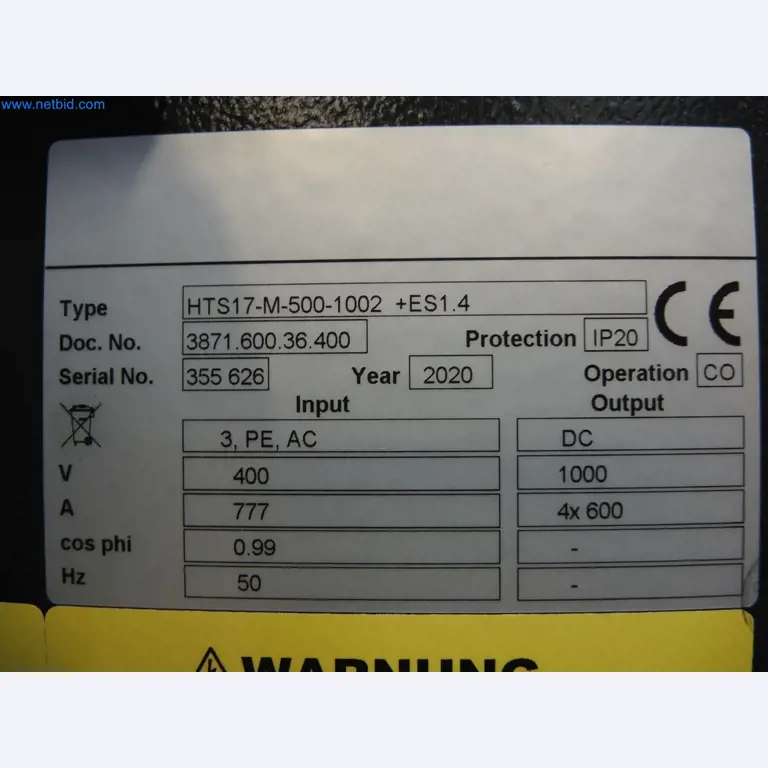 www.netbid.com
Type HTS17-M-500-1002 +ES1.4
Doc. No. 3871.600.36.400 Protection IP20
Serial No. 355 626 Year 2020 Operation CO
Input Output
3, PE, AC DC
V 400 1000
A 777 4x 600
cos phi 0.99 -
Hz 50 -
WARNUNG
CE